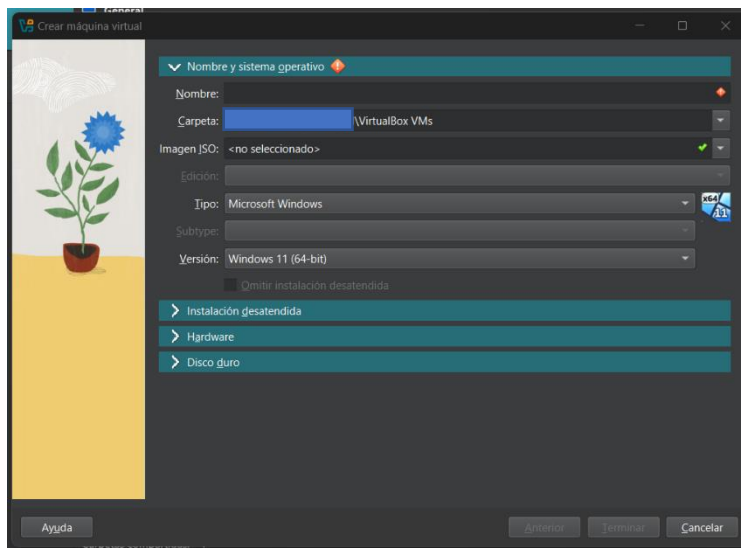 General
Crear máquina virtual
Nombre y sistema operativo
Nombre:
Carpeta: \VirtualBox VMs
Imagen ISO: <no seleccionado>
Edición:
Tipo: Microsoft Windows
x64
11
Subtype:
Versión: Windows 11 (64-bit)
Omitir instalación desatendida
Instalación desatendida
Hardware
Disco duro
Ayuda Anterior Terminar Cancelar